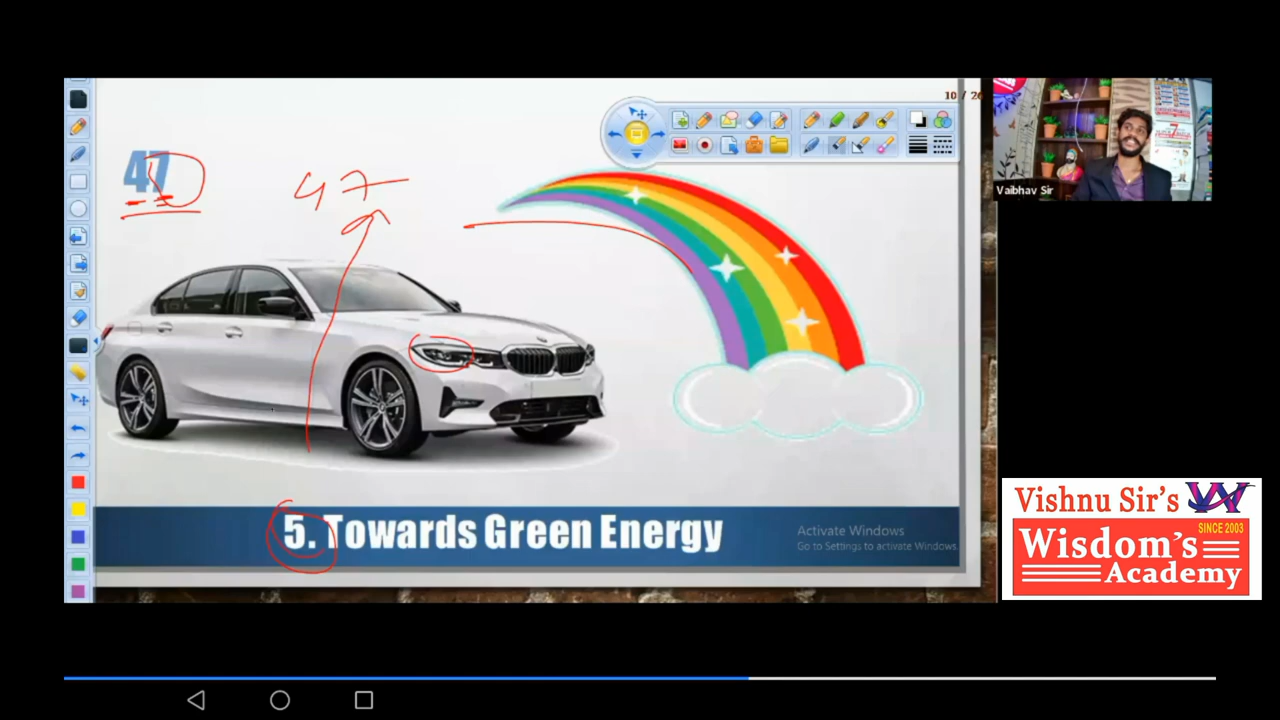 10 / 26
47
47
Vaibhav Sir
5. Towards Green Energy
Activate Windows
Go to Settings to activate Windows.
Vishnu Sir's
SINCE 2003
Wisdom's
Academy